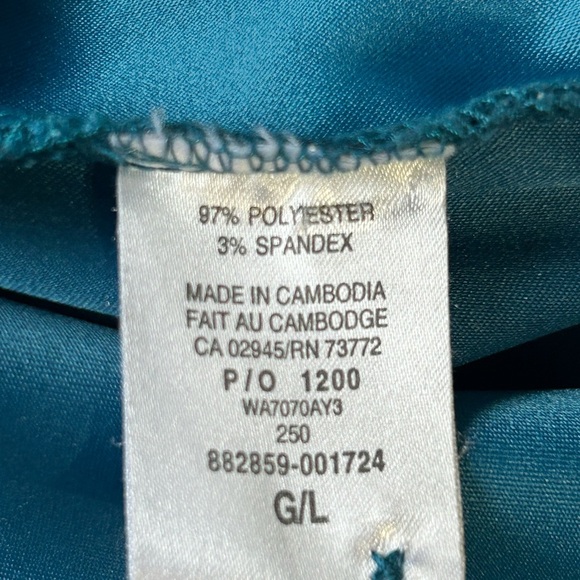 97% POLYESTER
3% SPANDEX
MADE IN CAMBODIA
FAIT AU CAMBODGE
CA 02945/RN 73772
P/O 1200
WA7070AY3
250
882859-001724
G/L